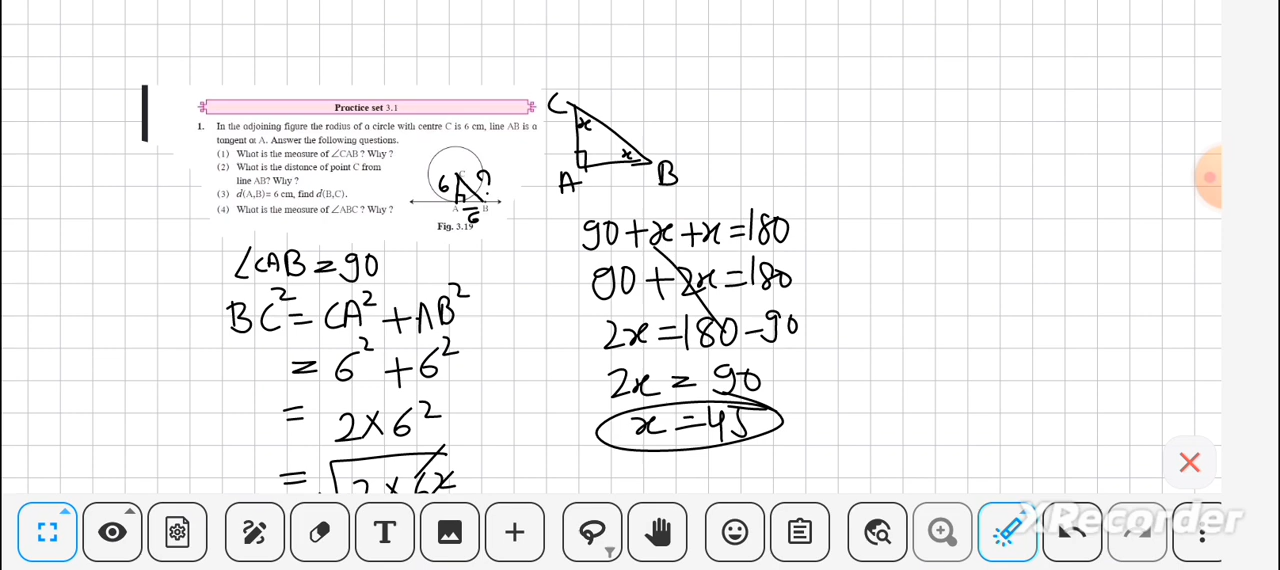 Practice set 3.1
1. In the adjoining figure the radius of a circle with centre C is 6 cm, line AB is a
tangent at A. Answer the following questions.
(1) What is the measure of ∠CAB ? Why ?
(2) What is the distance of point C from
line AB? Why ?
(3) d(A,B)= 6 cm, find d(B,C).
(4) What is the measure of ∠ABC ? Why ?
6 ?
A B
6
Fig. 3.19
C
x
x
A B
∠CAB = 90
BC² = CA² + AB²
= 6² + 6²
= 2×6²
90+x+x=180
90+2x=180
2x=180-90
2x = 90
x=45
T
XRecorder